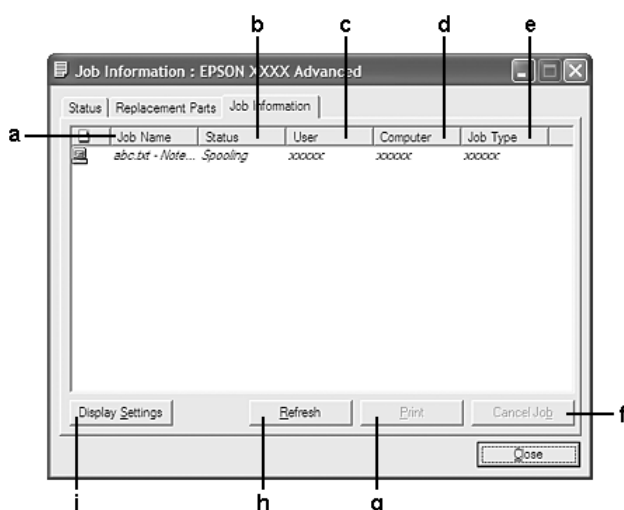 b c d e
Job Information : EPSON XXXX Advanced
Status Replacement Parts Job Information
a
Job Name Status User Computer Job Type
abc.txt - Note... Spooling xxxxxx xxxxxx xxxxxx
Display Settings Refresh Print Cancel Job
f
Close
i h g